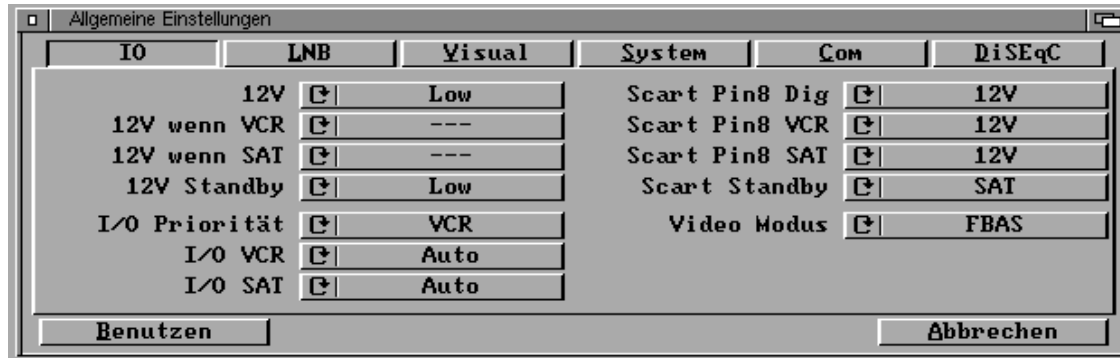 Allgemeine Einstellungen
IO LNB Visual System Com DiSEqC
12V Low Scart Pin8 Dig 12V
12V wenn VCR --- Scart Pin8 VCR 12V
12V wenn SAT --- Scart Pin8 SAT 12V
12V Standby Low Scart Standby SAT
I/O Priorität VCR Video Modus FBAS
I/O VCR Auto
I/O SAT Auto
Benutzen Abbrechen